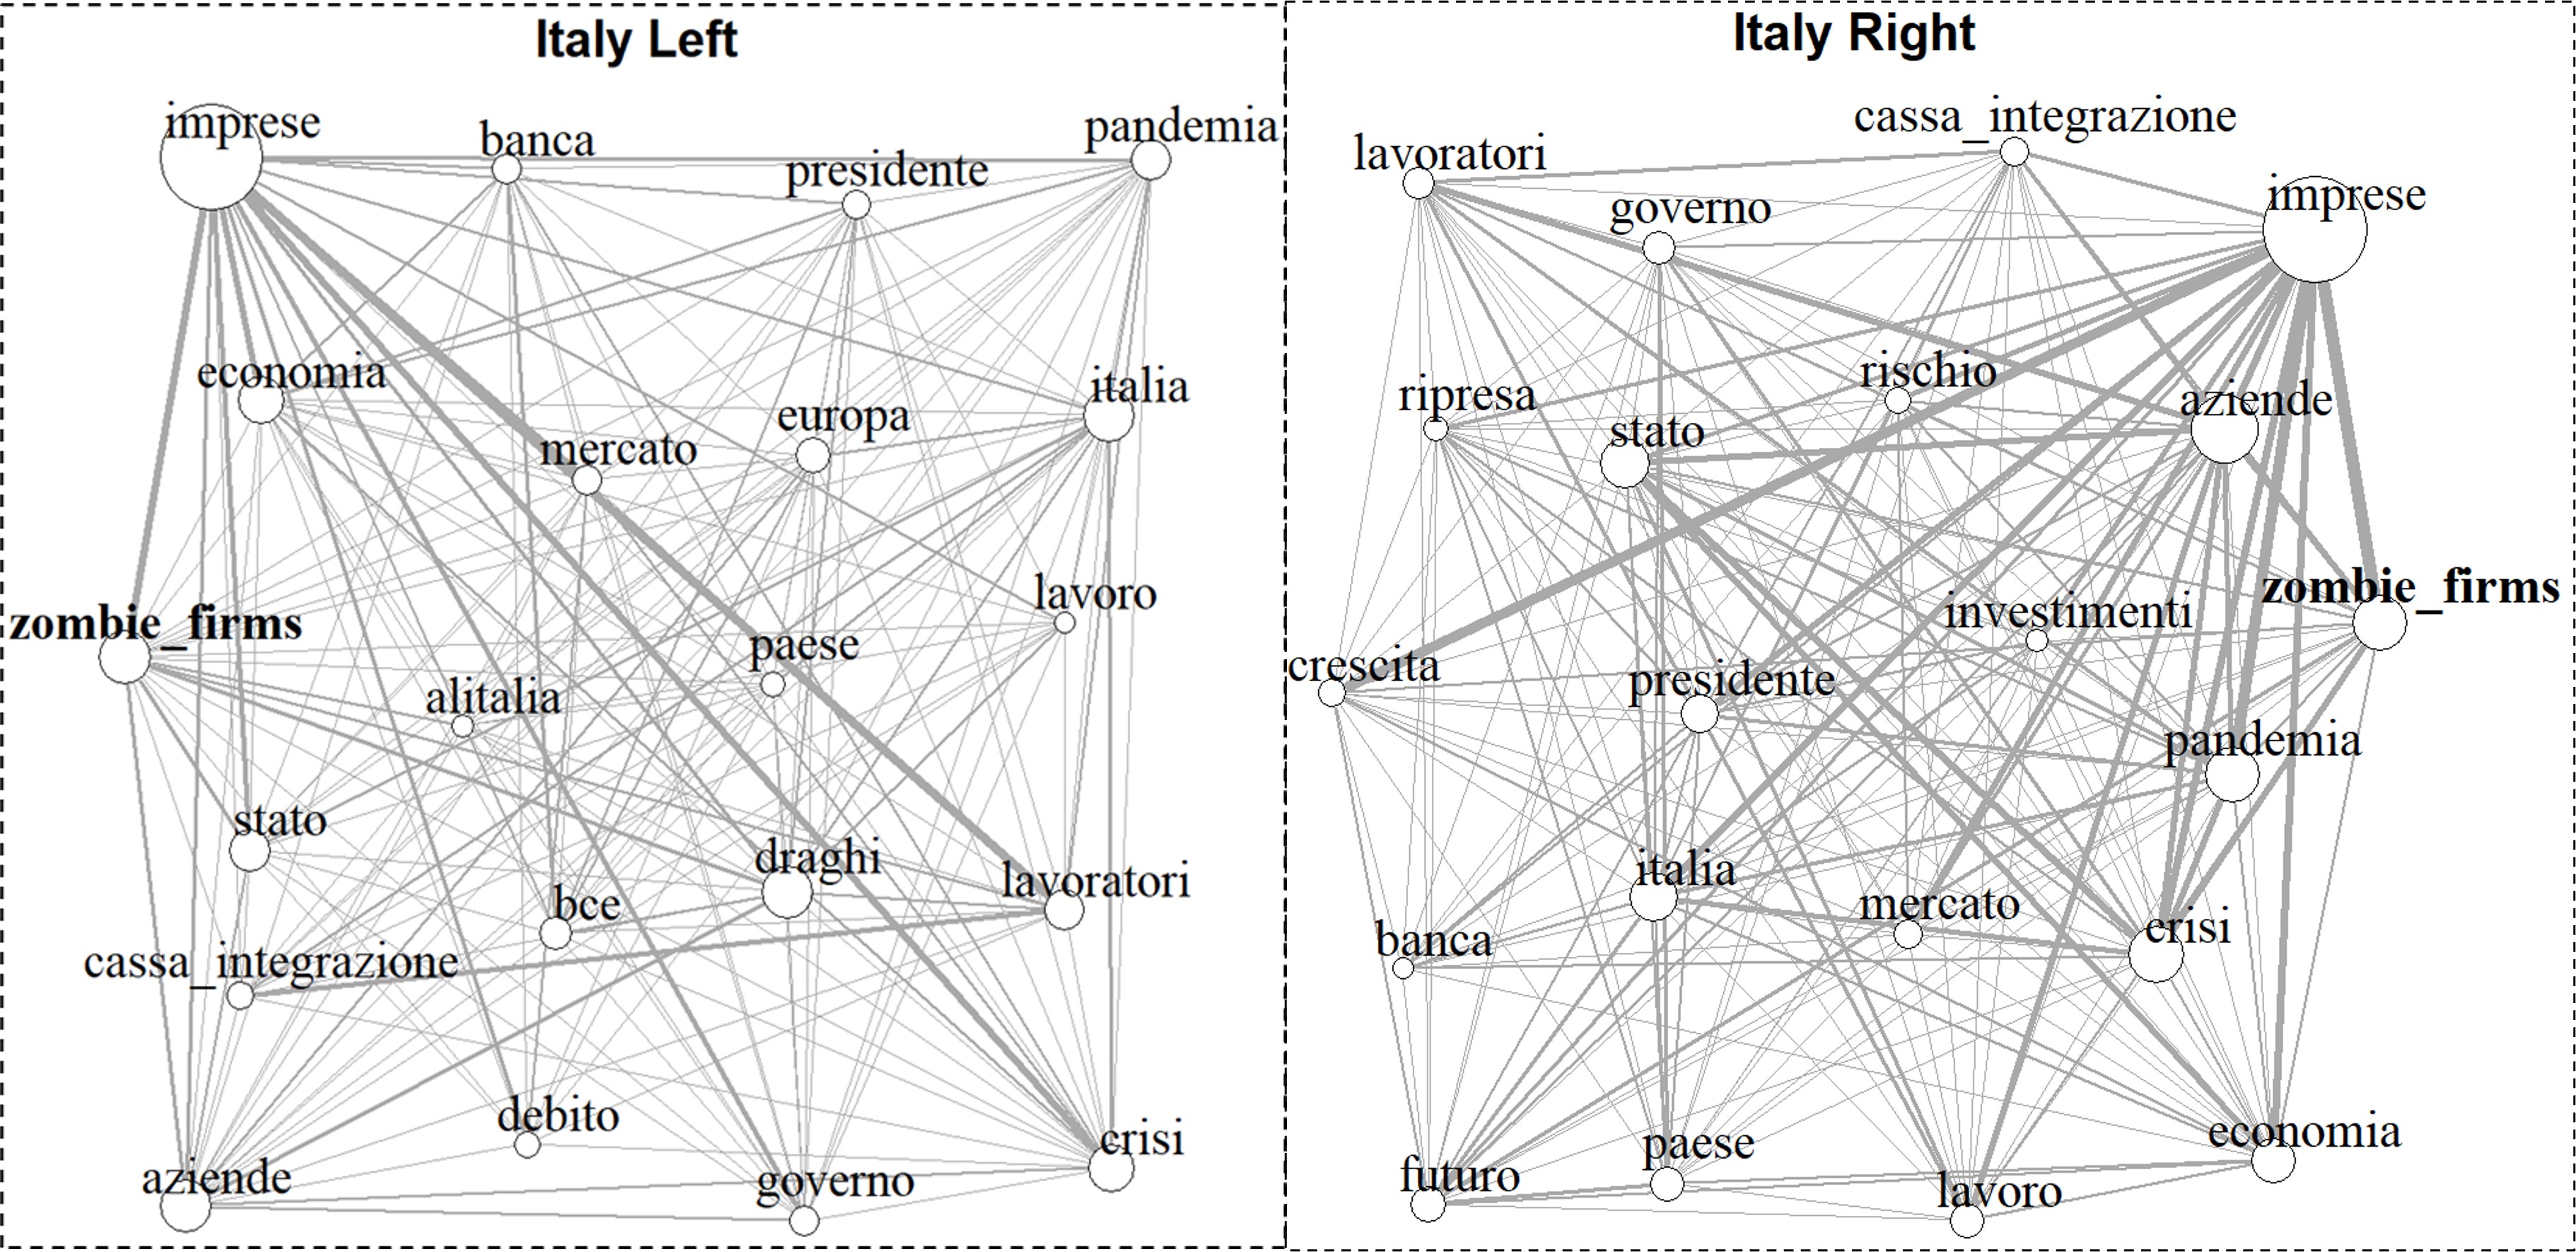 Italy Left
imprese
banca
presidente
pandemia
economia
mercato
europa
italia
zombie_firms
lavoro
paese
alitalia
stato
draghi
lavoratori
bce
cassa_integrazione
debito
crisi
aziende
governo
Italy Right
cassa_integrazione
lavoratori
imprese
governo
rischio
ripresa
aziende
stato
zombie_firms
investimenti
crescita
presidente
pandemia
italia
mercato
crisi
banca
economia
paese
futuro
lavoro